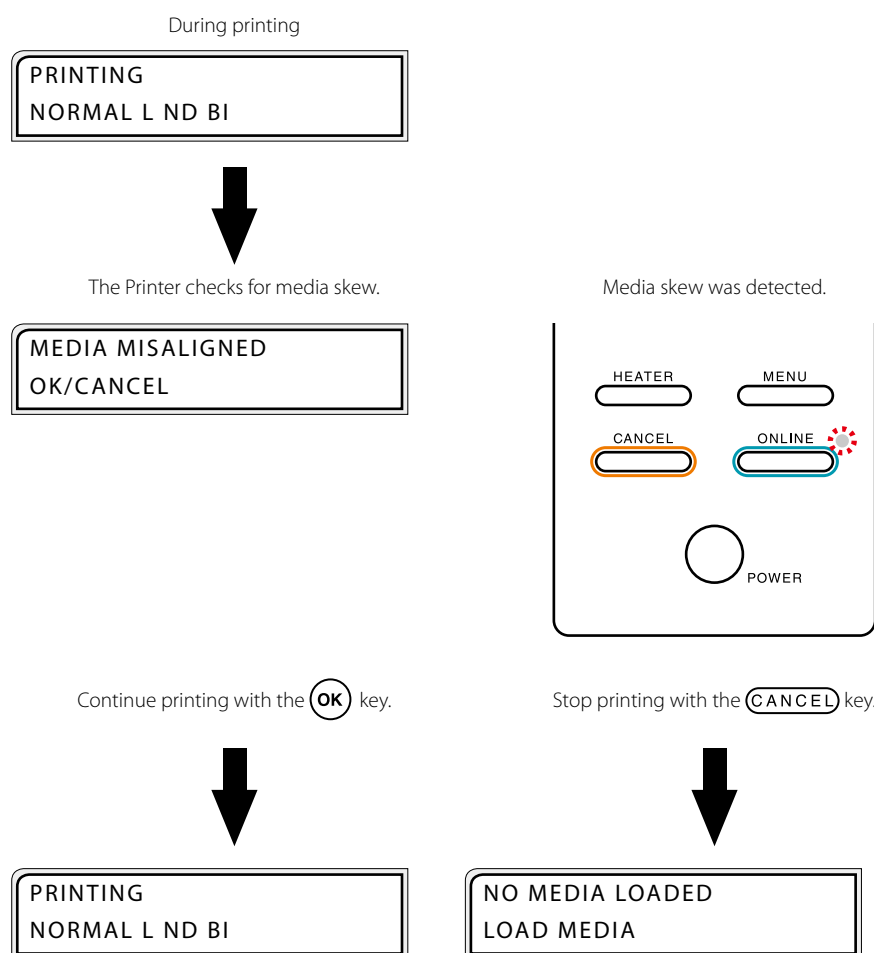 During printing
PRINTING
NORMAL L ND BI
The Printer checks for media skew.
MEDIA MISALIGNED
OK/CANCEL
Media skew was detected.
HEATER MENU
CANCEL ONLINE
POWER
Continue printing with the OK key.
PRINTING
NORMAL L ND BI
Stop printing with the CANCEL key.
NO MEDIA LOADED
LOAD MEDIA